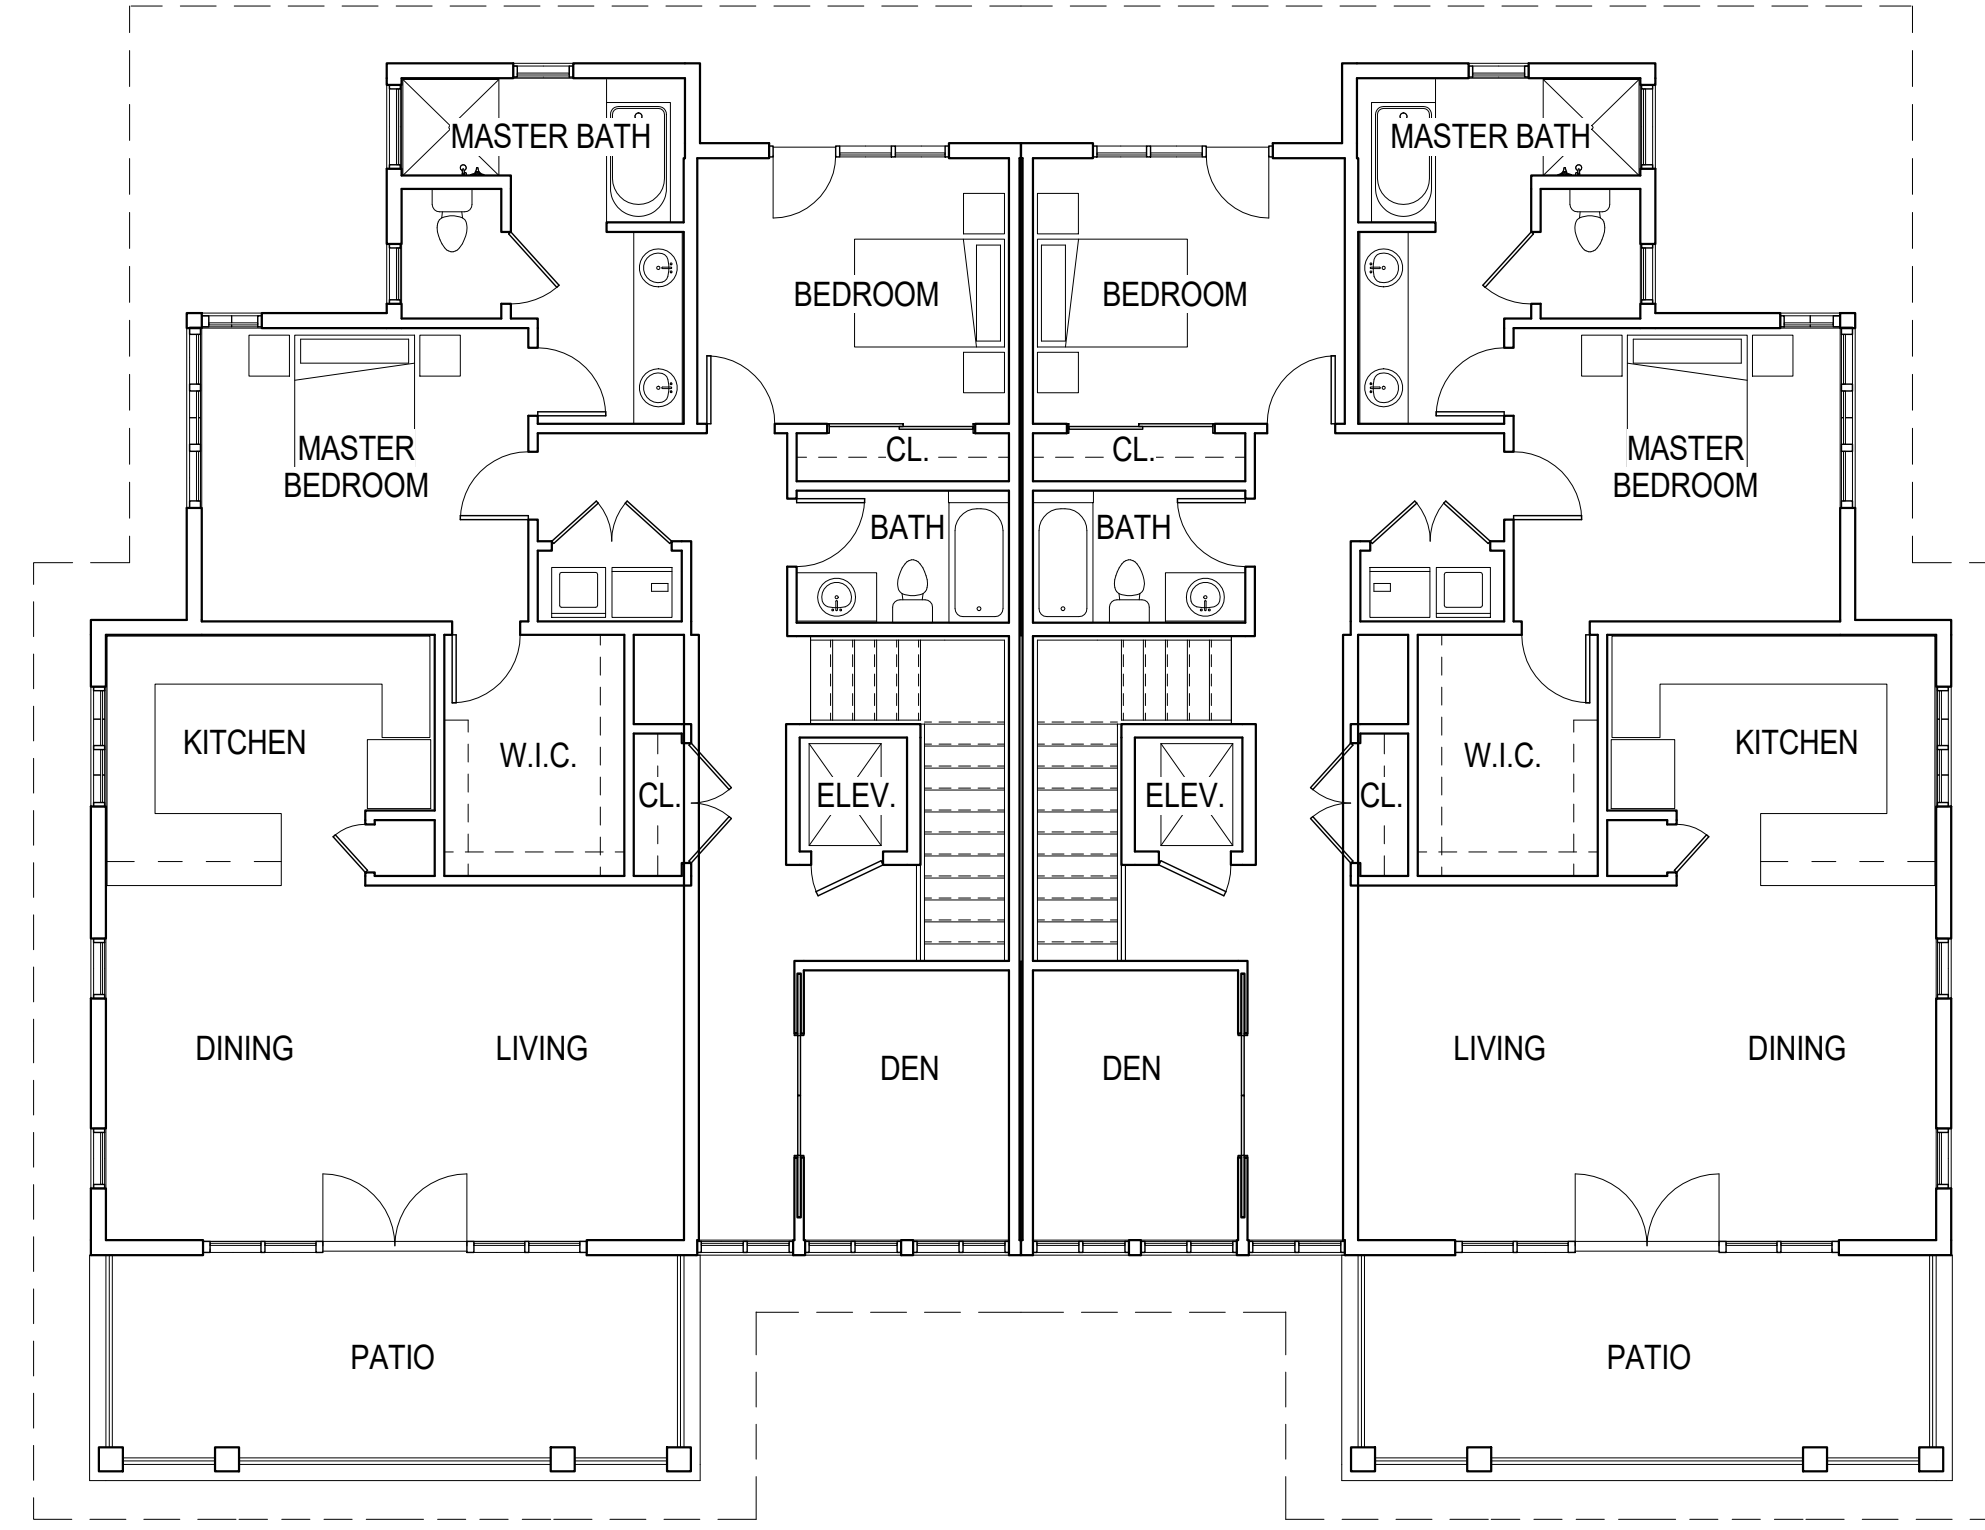 MASTER BATH
MASTER BATH
BEDROOM
BEDROOM
MASTER
BEDROOM
CL.
CL.
MASTER
BEDROOM
BATH
BATH
KITCHEN
W.I.C.
CL.
ELEV.
ELEV.
CL.
W.I.C.
KITCHEN
DINING
LIVING
DEN
DEN
LIVING
DINING
PATIO
PATIO